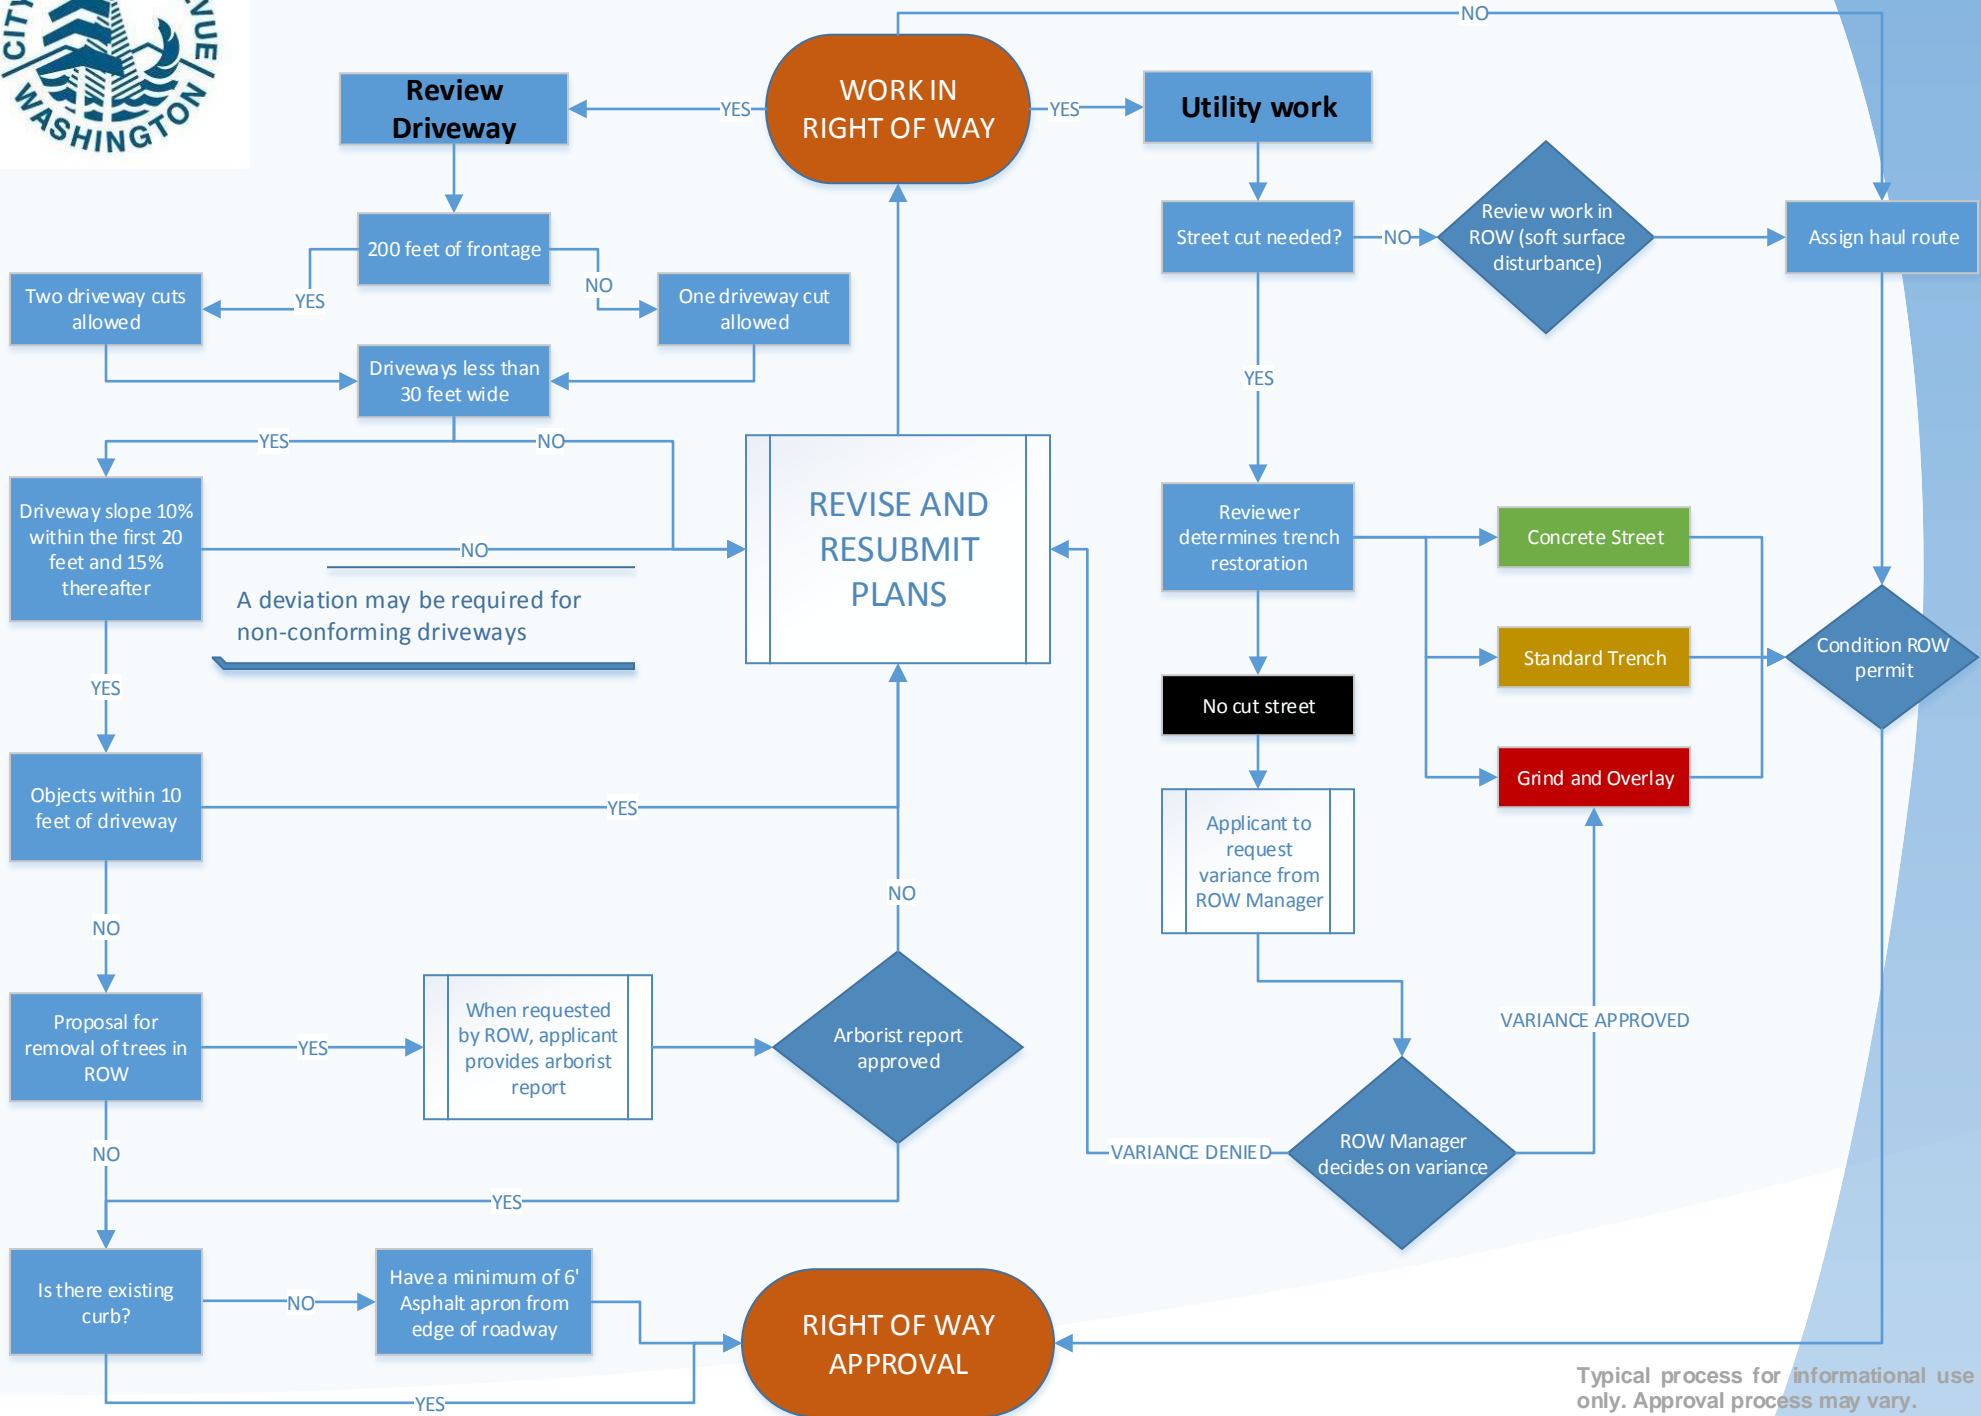 CITY
VUE
WASHINGTON
NO
WORK IN
RIGHT OF WAY
Review
Driveway
YES
YES
Utility work
200 feet of frontage
YES
NO
Two driveway cuts
allowed
One driveway cut
allowed
Driveways less than
30 feet wide
YES
NO
Street cut needed?
NO
Review work in
ROW (soft surface
disturbance)
Assign haul route
YES
Driveway slope 10%
within the first 20
feet and 15%
thereafter
NO
REVISE AND
RESUBMIT
PLANS
A deviation may be required for
non-conforming driveways
Reviewer
determines trench
restoration
Concrete Street
Standard Trench
Grind and Overlay
Condition ROW
permit
YES
No cut street
Objects within 10
feet of driveway
YES
Applicant to
request
variance from
ROW Manager
NO
NO
Proposal for
removal of trees in
ROW
YES
When requested
by ROW, applicant
provides arborist
report
Arborist report
approved
VARIANCE APPROVED
NO
VARIANCE DENIED
ROW Manager
decides on variance
YES
Is there existing
curb?
NO
Have a minimum of 6'
Asphalt apron from
edge of roadway
RIGHT OF WAY
APPROVAL
YES
Typical process for informational use
only. Approval process may vary.